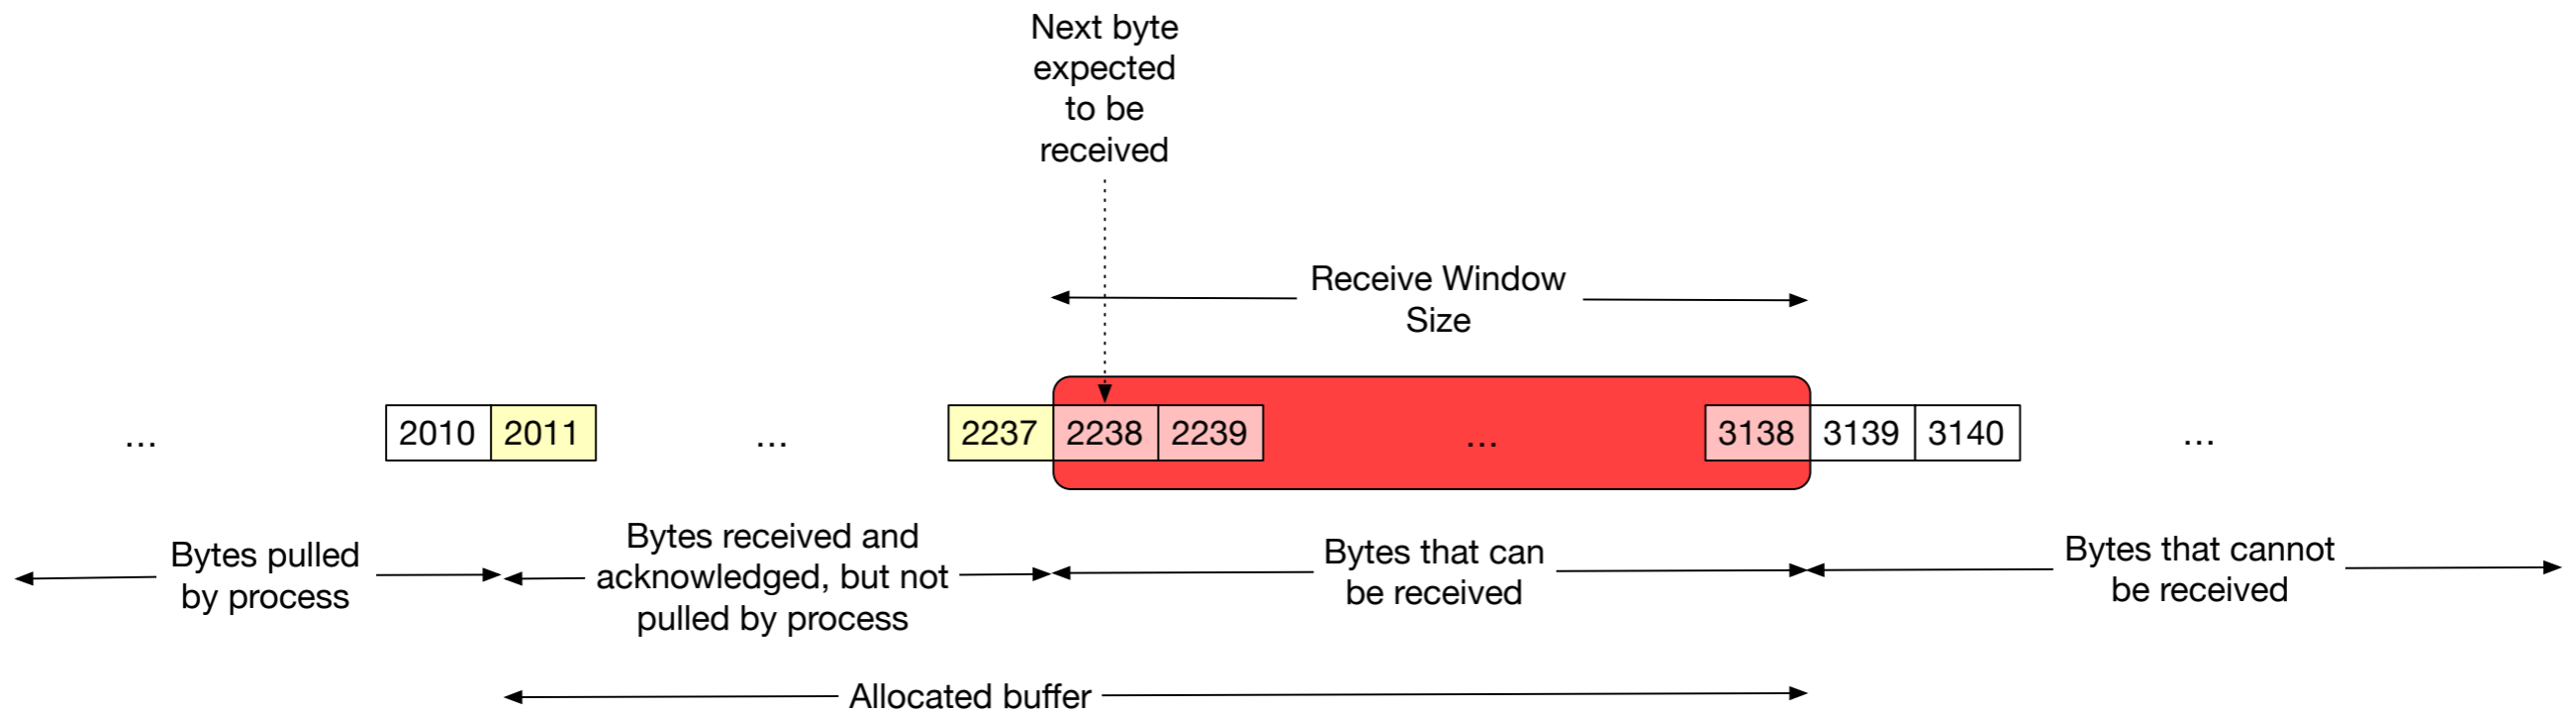 Next byte
expected
to be
received
Receive Window
Size
... 2010 2011 ... 2237 2238 2239 ... 3138 3139 3140 ...
Bytes pulled
by process
Bytes received and
acknowledged, but not
pulled by process
Bytes that can
be received
Bytes that cannot
be received
Allocated buffer